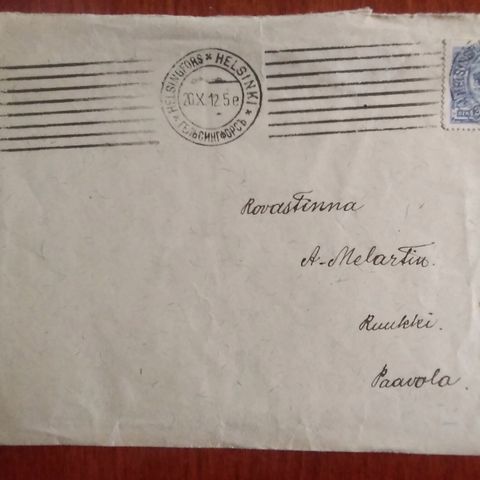 HELSINGFORS * HELSINKI *
20.X.12.5e
* ГЕЛЬСИНГФОРСЪ
Rovastinna
A-Melartin.
Ruukki.
Paavola.